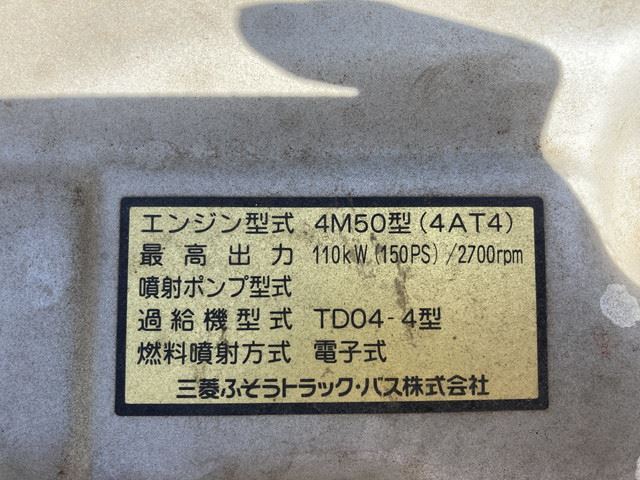 エンジン型式 4M50型(4AT4)
最高出力 110kW(150PS)/2700rpm
噴射ポンプ型式
過給機型式 TD04-4型
燃料噴射方式 電子式
三菱ふそうトラック・バス株式会社